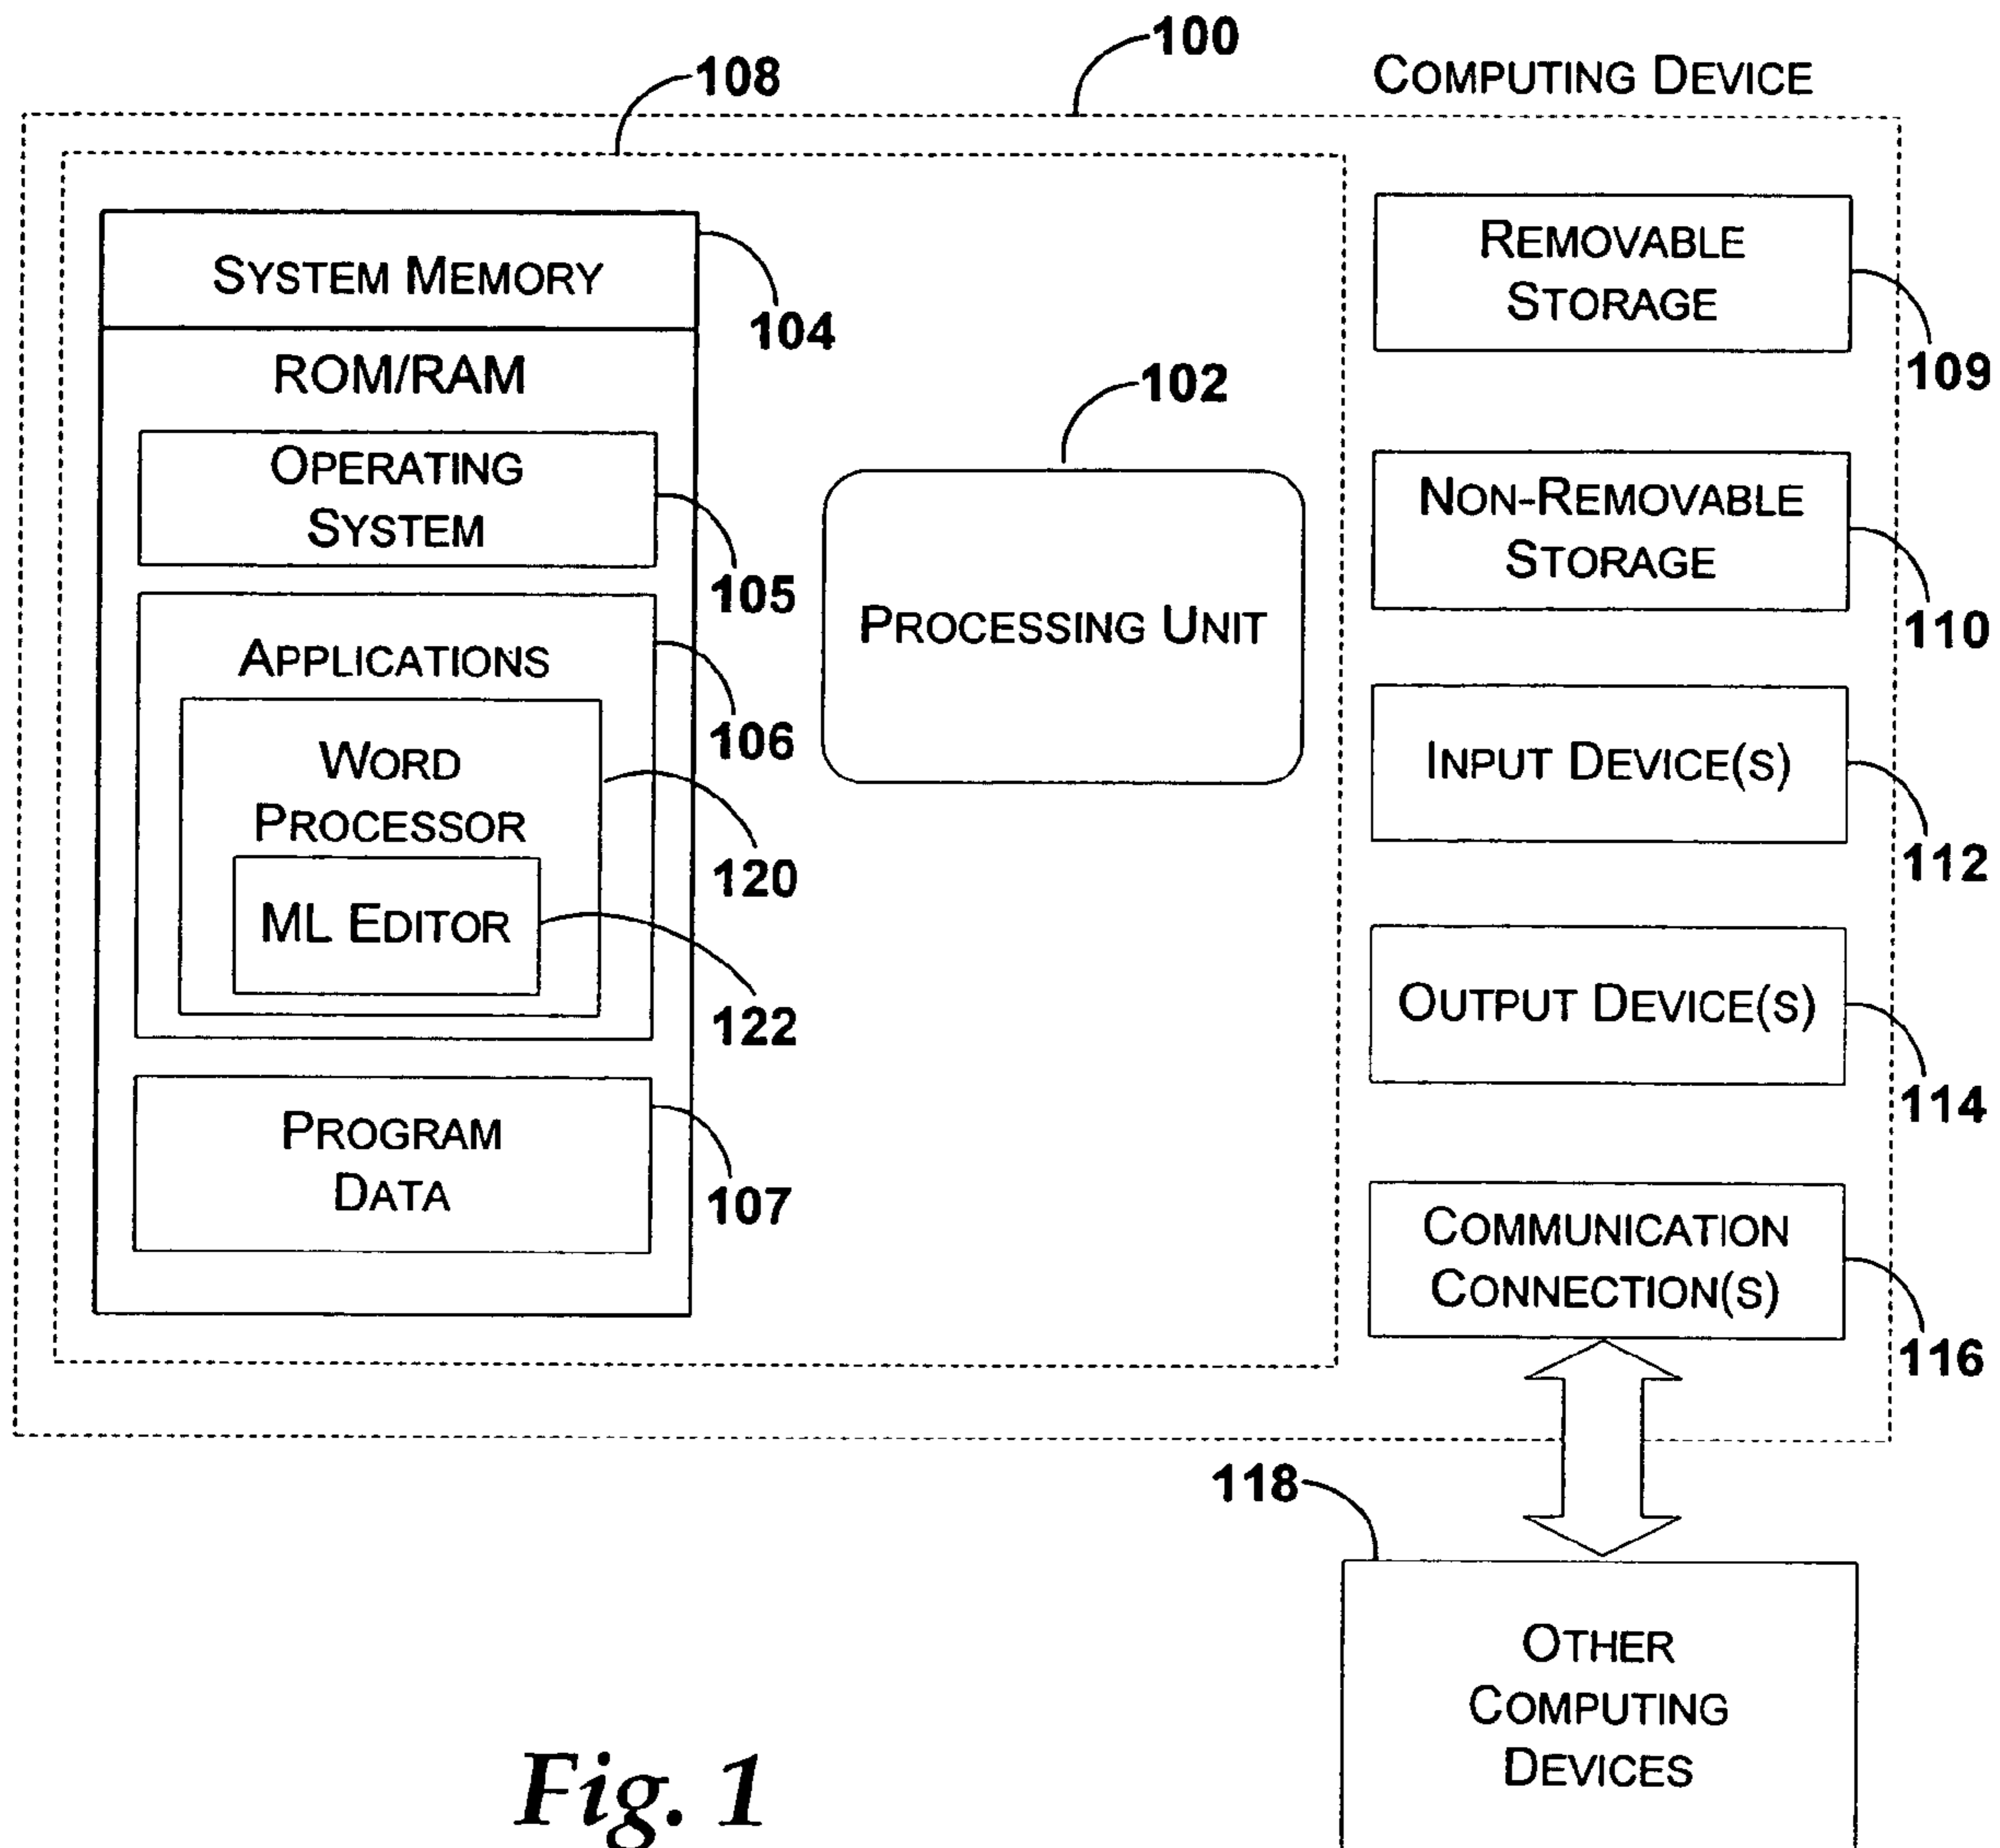 100
COMPUTING DEVICE
108
SYSTEM MEMORY
104
ROM/RAM
OPERATING
SYSTEM
105
APPLICATIONS
106
WORD
PROCESSOR
120
ML EDITOR
122
PROGRAM
DATA
107
102
PROCESSING UNIT
REMOVABLE
STORAGE
109
NON-REMOVABLE
STORAGE
110
INPUT DEVICE(S)
112
OUTPUT DEVICE(S)
114
COMMUNICATION
CONNECTION(S)
116
118
OTHER
COMPUTING
DEVICES
Fig. 1